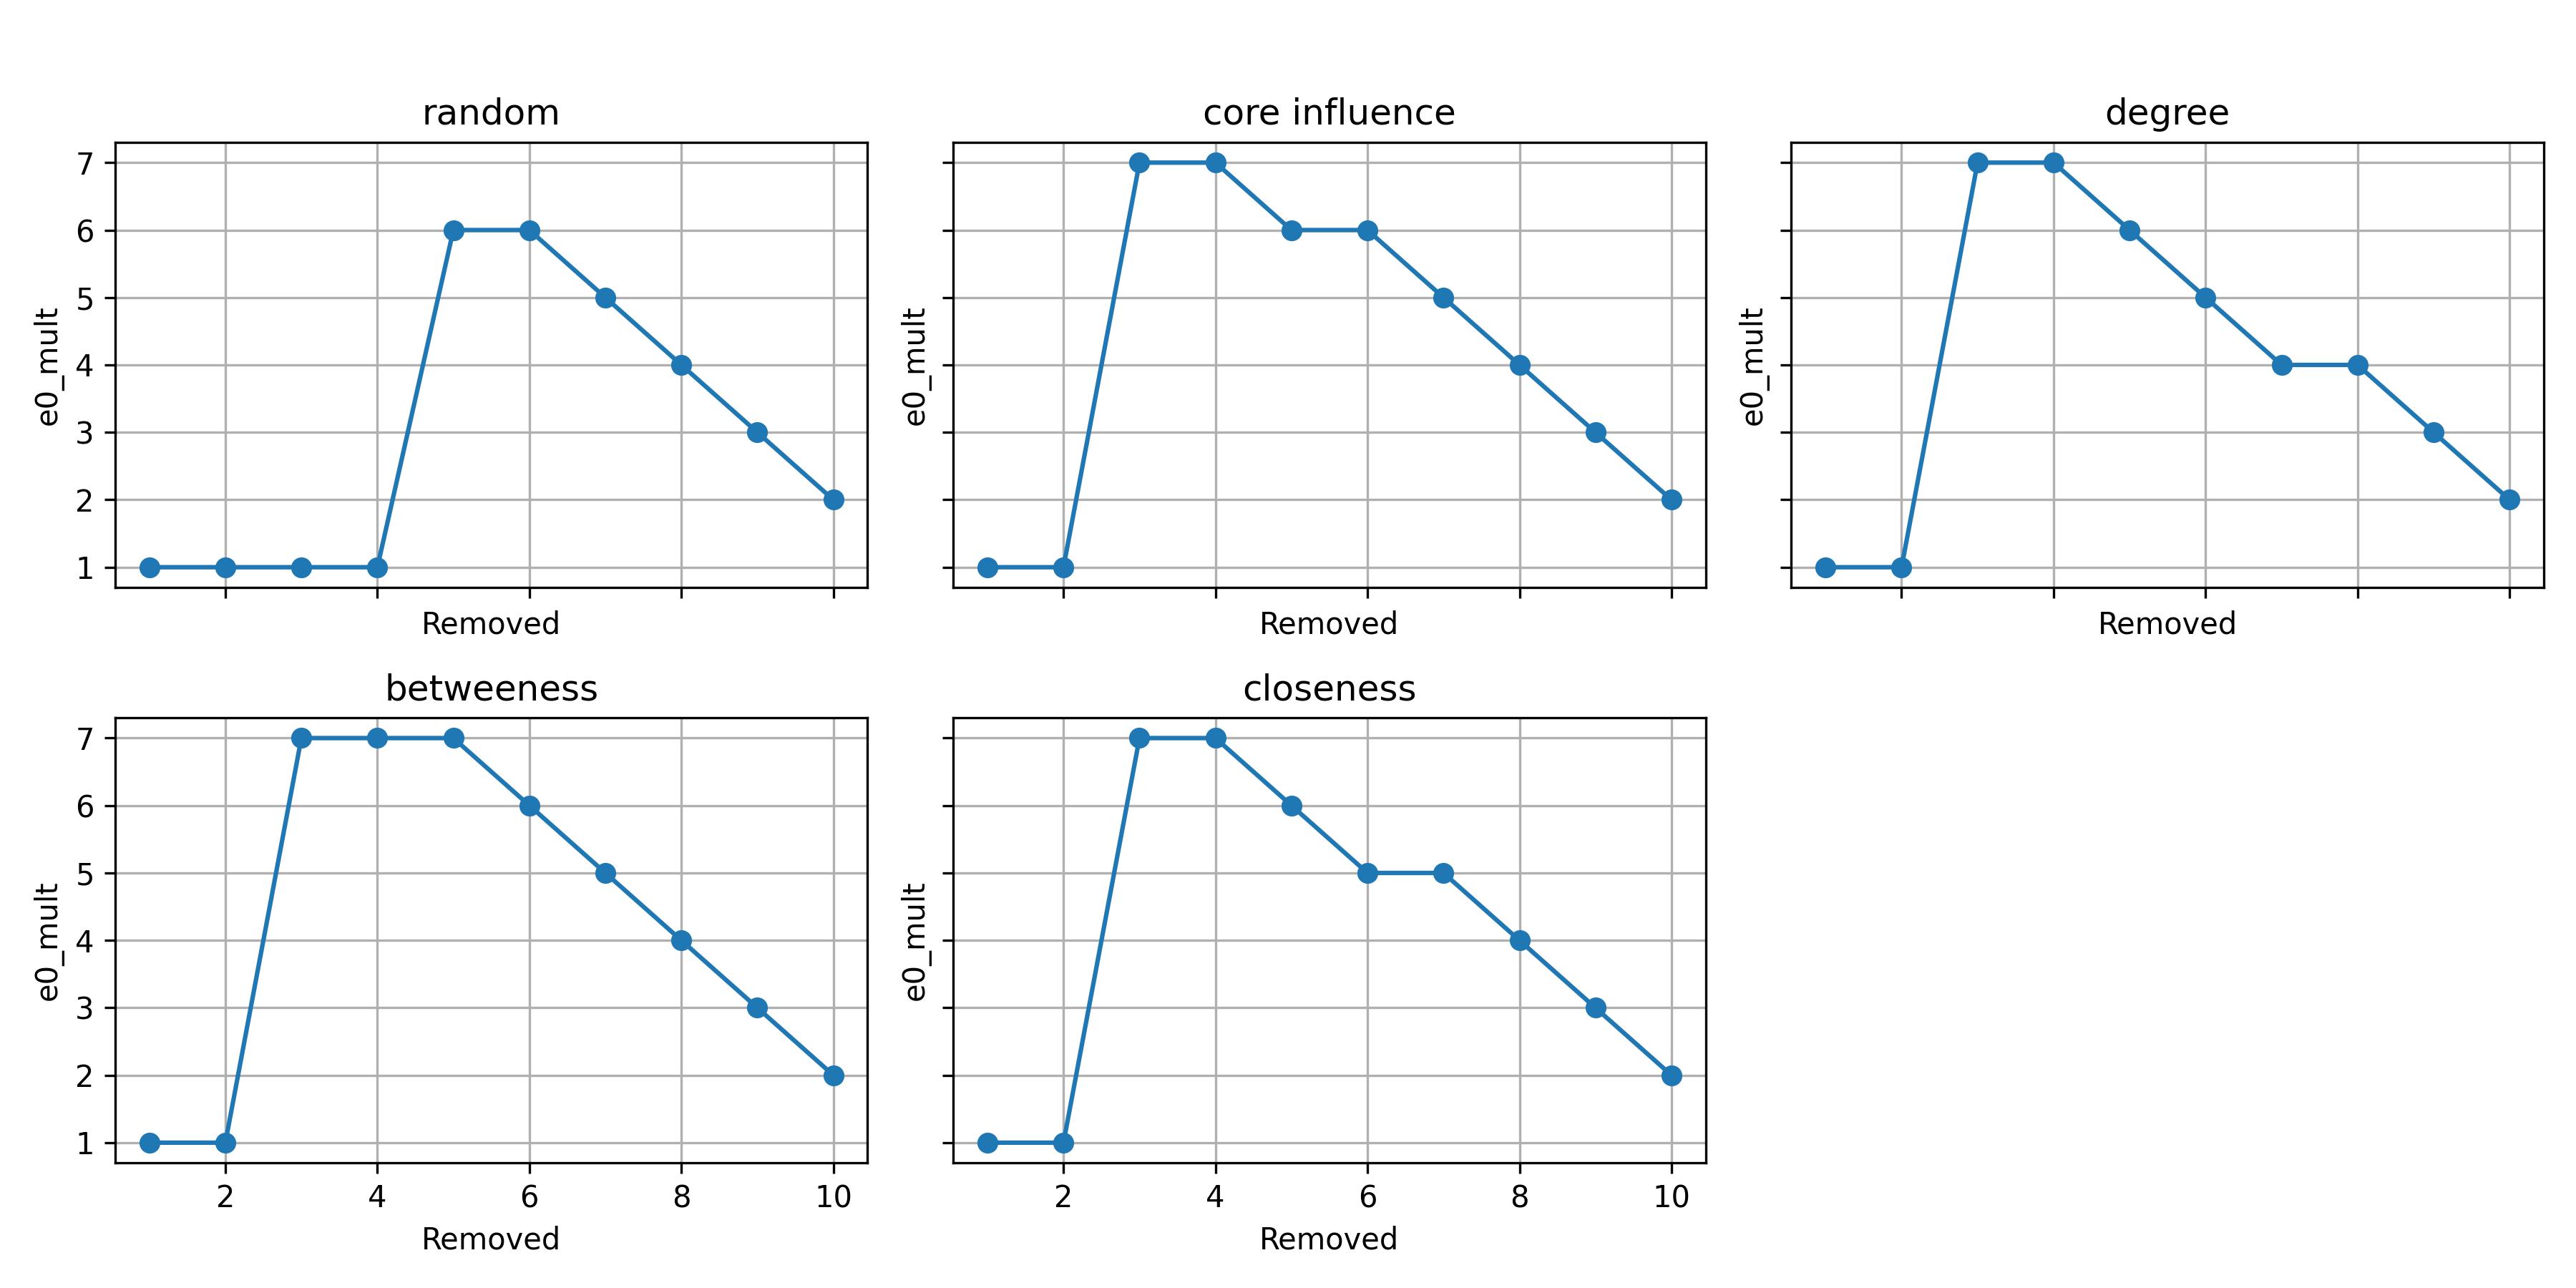 random
core influence
degree
7
6
5
4
3
2
1
e0_mult
e0_mult
e0_mult
Removed
Removed
Removed
betweeness
closeness
7
6
5
4
3
2
1
e0_mult
e0_mult
2 4 6 8 10
2 4 6 8 10
Removed
Removed